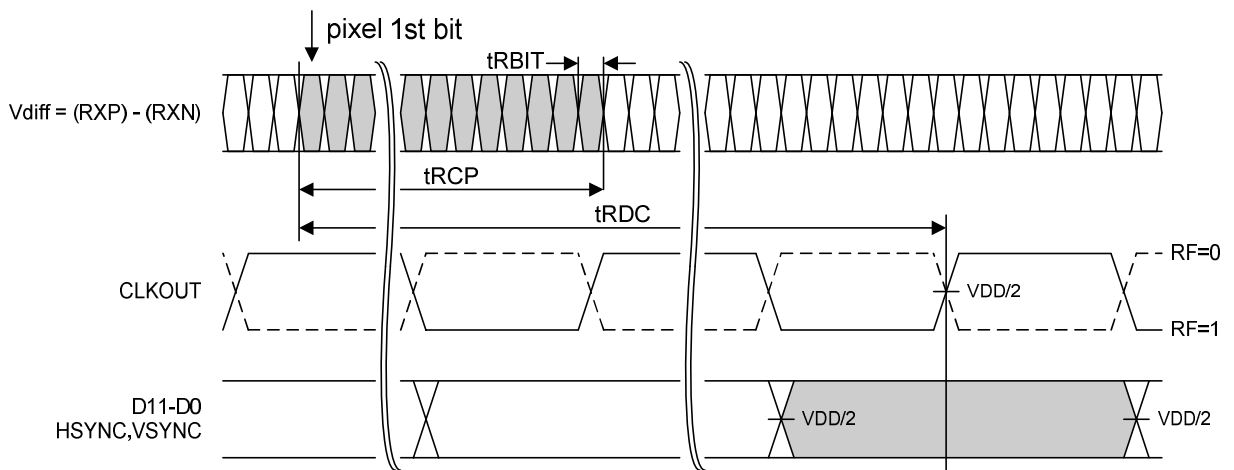 pixel 1st bit
tRBIT
Vdiff = (RXP) - (RXN)
tRCP
tRDC
RF=0
CLKOUT
VDD/2
RF=1
D11-D0
HSYNC,VSYNC
VDD/2
VDD/2